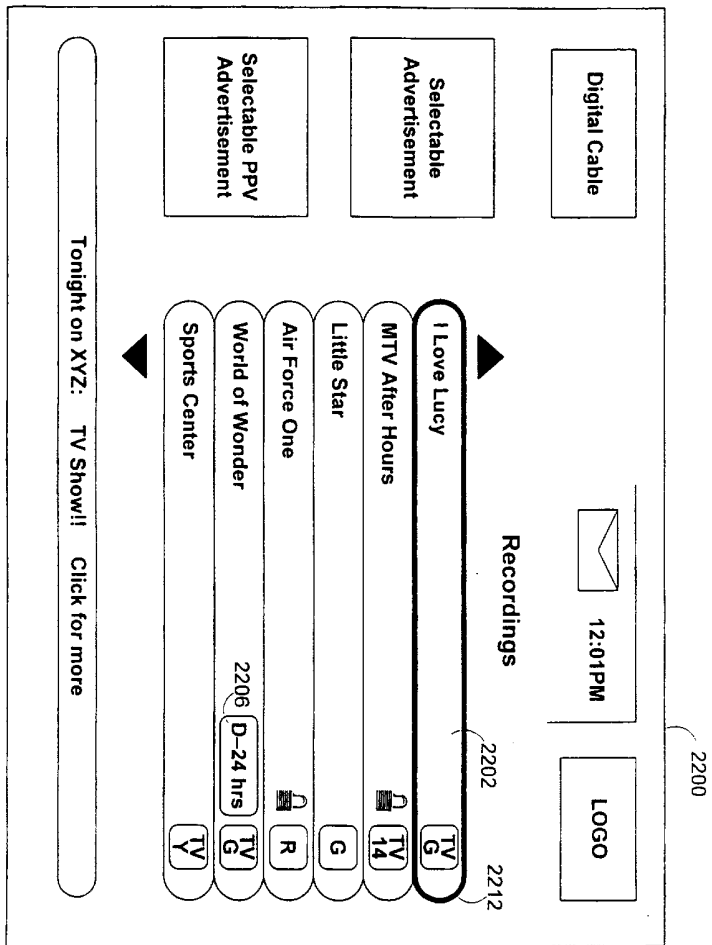 2200
Digital Cable
12:01PM
LOGO
Recordings
2202
2212
I Love Lucy
TV
G
MTV After Hours
TV
14
Little Star
G
Air Force One
R
World of Wonder
2206
D–24 hrs
TV
G
Sports Center
TV
Y
Selectable
Advertisement
Selectable PPV
Advertisement
Tonight on XYZ: TV Show!! Click for more